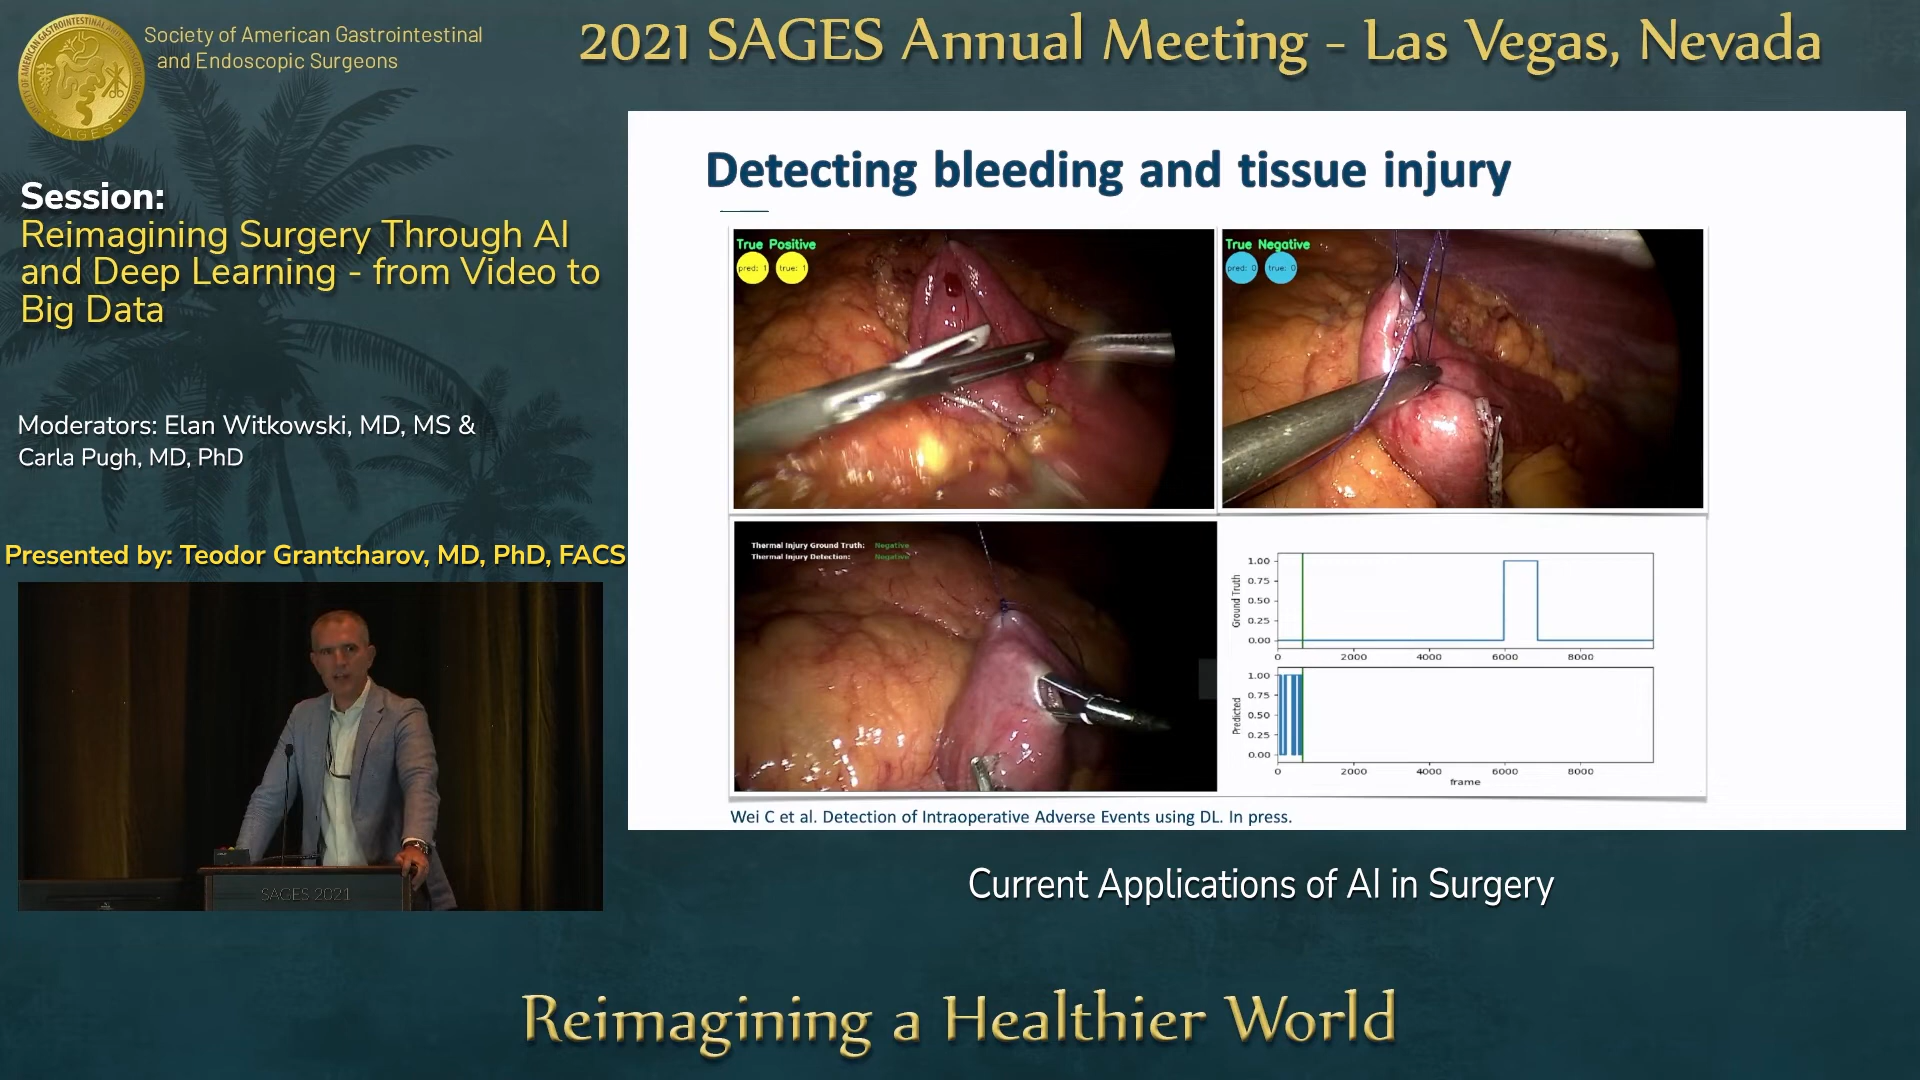 Society of American Gastrointestinal
and Endoscopic Surgeons
SAGES
2021 SAGES Annual Meeting - Las Vegas, Nevada
Session:
Reimagining Surgery Through AI
and Deep Learning - from Video to
Big Data
Moderators: Elan Witkowski, MD, MS &
Carla Pugh, MD, PhD
Presented by: Teodor Grantcharov, MD, PhD, FACS
SAGES 2021
Detecting bleeding and tissue injury
True Positive
pred: 1 true: 1
True Negative
pred: 0 true: 0
Thermal Injury Ground Truth: Negative
Thermal Injury Detection: Negative
Ground Truth
1.00
0.75
0.50
0.25
0.00
0 2000 4000 6000 8000
Predicted
1.00
0.75
0.50
0.25
0.00
0 2000 4000 6000 8000
frame
Wei C et al. Detection of Intraoperative Adverse Events using DL. In press.
Current Applications of AI in Surgery
Reimagining a Healthier World